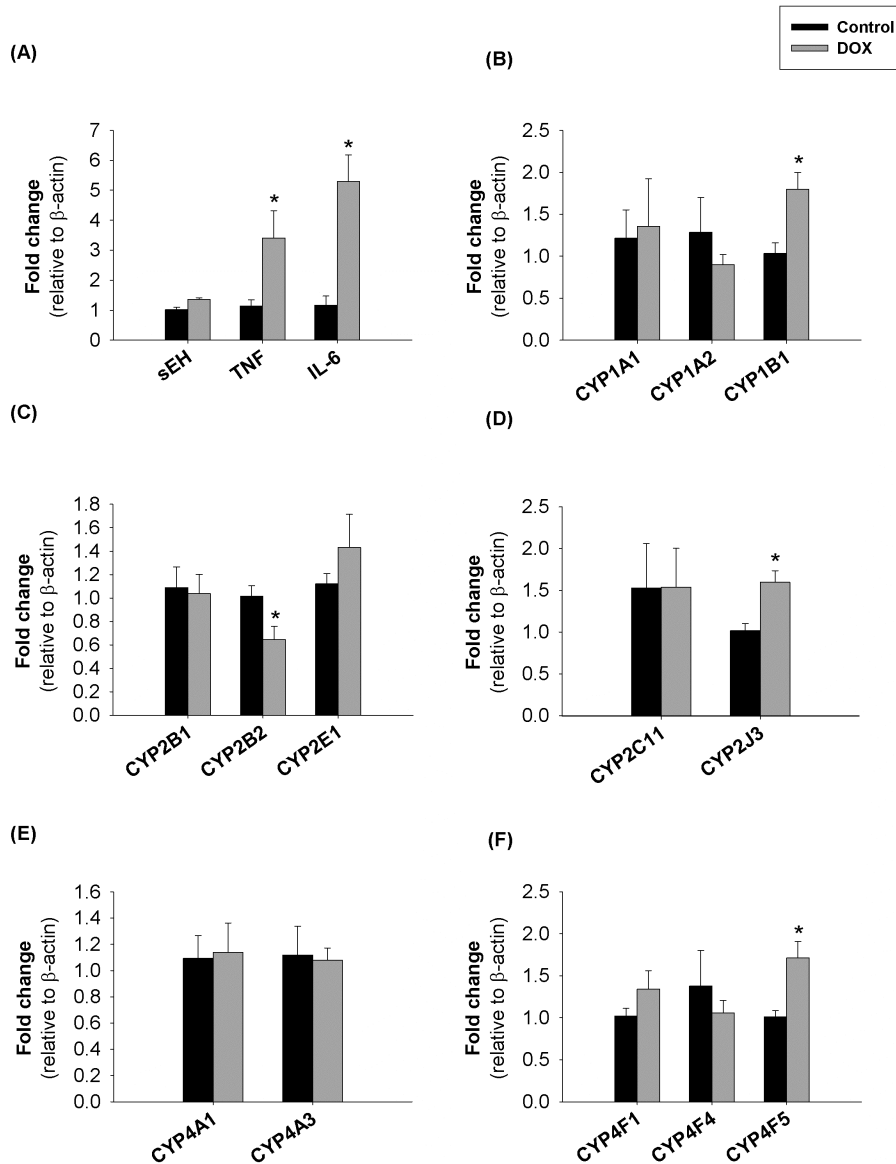 Control
DOX
(A)
Fold change
(relative to β-actin)
7
6
5
4
3
2
1
0
*
*
sEH
TNF
IL-6
(B)
Fold change
(relative to β-actin)
2.5
2.0
1.5
1.0
0.5
0.0
*
CYP1A1
CYP1A2
CYP1B1
(C)
Fold change
(relative to β-actin)
1.8
1.6
1.4
1.2
1.0
0.8
0.6
0.4
0.2
0.0
*
CYP2B1
CYP2B2
CYP2E1
(D)
Fold change
(relative to β-actin)
2.5
2.0
1.5
1.0
0.5
0.0
*
CYP2C11
CYP2J3
(E)
Fold change
(relative to β-actin)
1.6
1.4
1.2
1.0
0.8
0.6
0.4
0.2
0.0
CYP4A1
CYP4A3
(F)
Fold change
(relative to β-actin)
2.5
2.0
1.5
1.0
0.5
0.0
*
CYP4F1
CYP4F4
CYP4F5